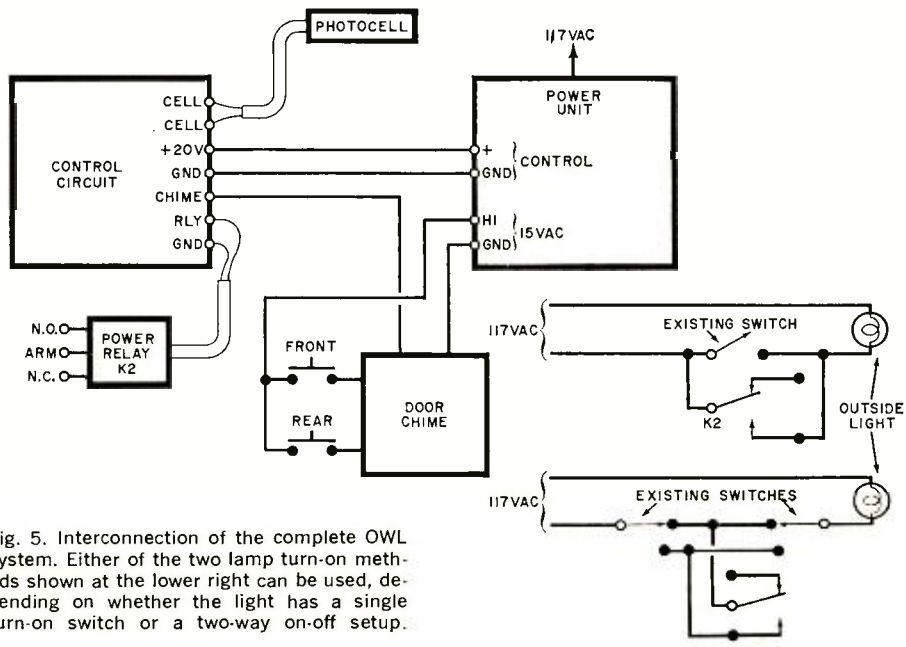 PHOTOCELL
117VAC
CELL
CELL
+20V
GND
CHIME
RLY
GND
CONTROL
CIRCUIT
POWER
UNIT
+
GND
CONTROL
HI
GND
15VAC
N.O.
ARM
N.C.
POWER
RELAY
K2
FRONT
REAR
DOOR
CHIME
117VAC
EXISTING SWITCH
K2
OUTSIDE
LIGHT
117VAC
EXISTING SWITCHES
ig. 5. Interconnection of the complete OWL
ystem. Either of the two lamp turn-on meth-
ds shown at the lower right can be used, de-
ending on whether the light has a single
urn-on switch or a two-way on-off setup.